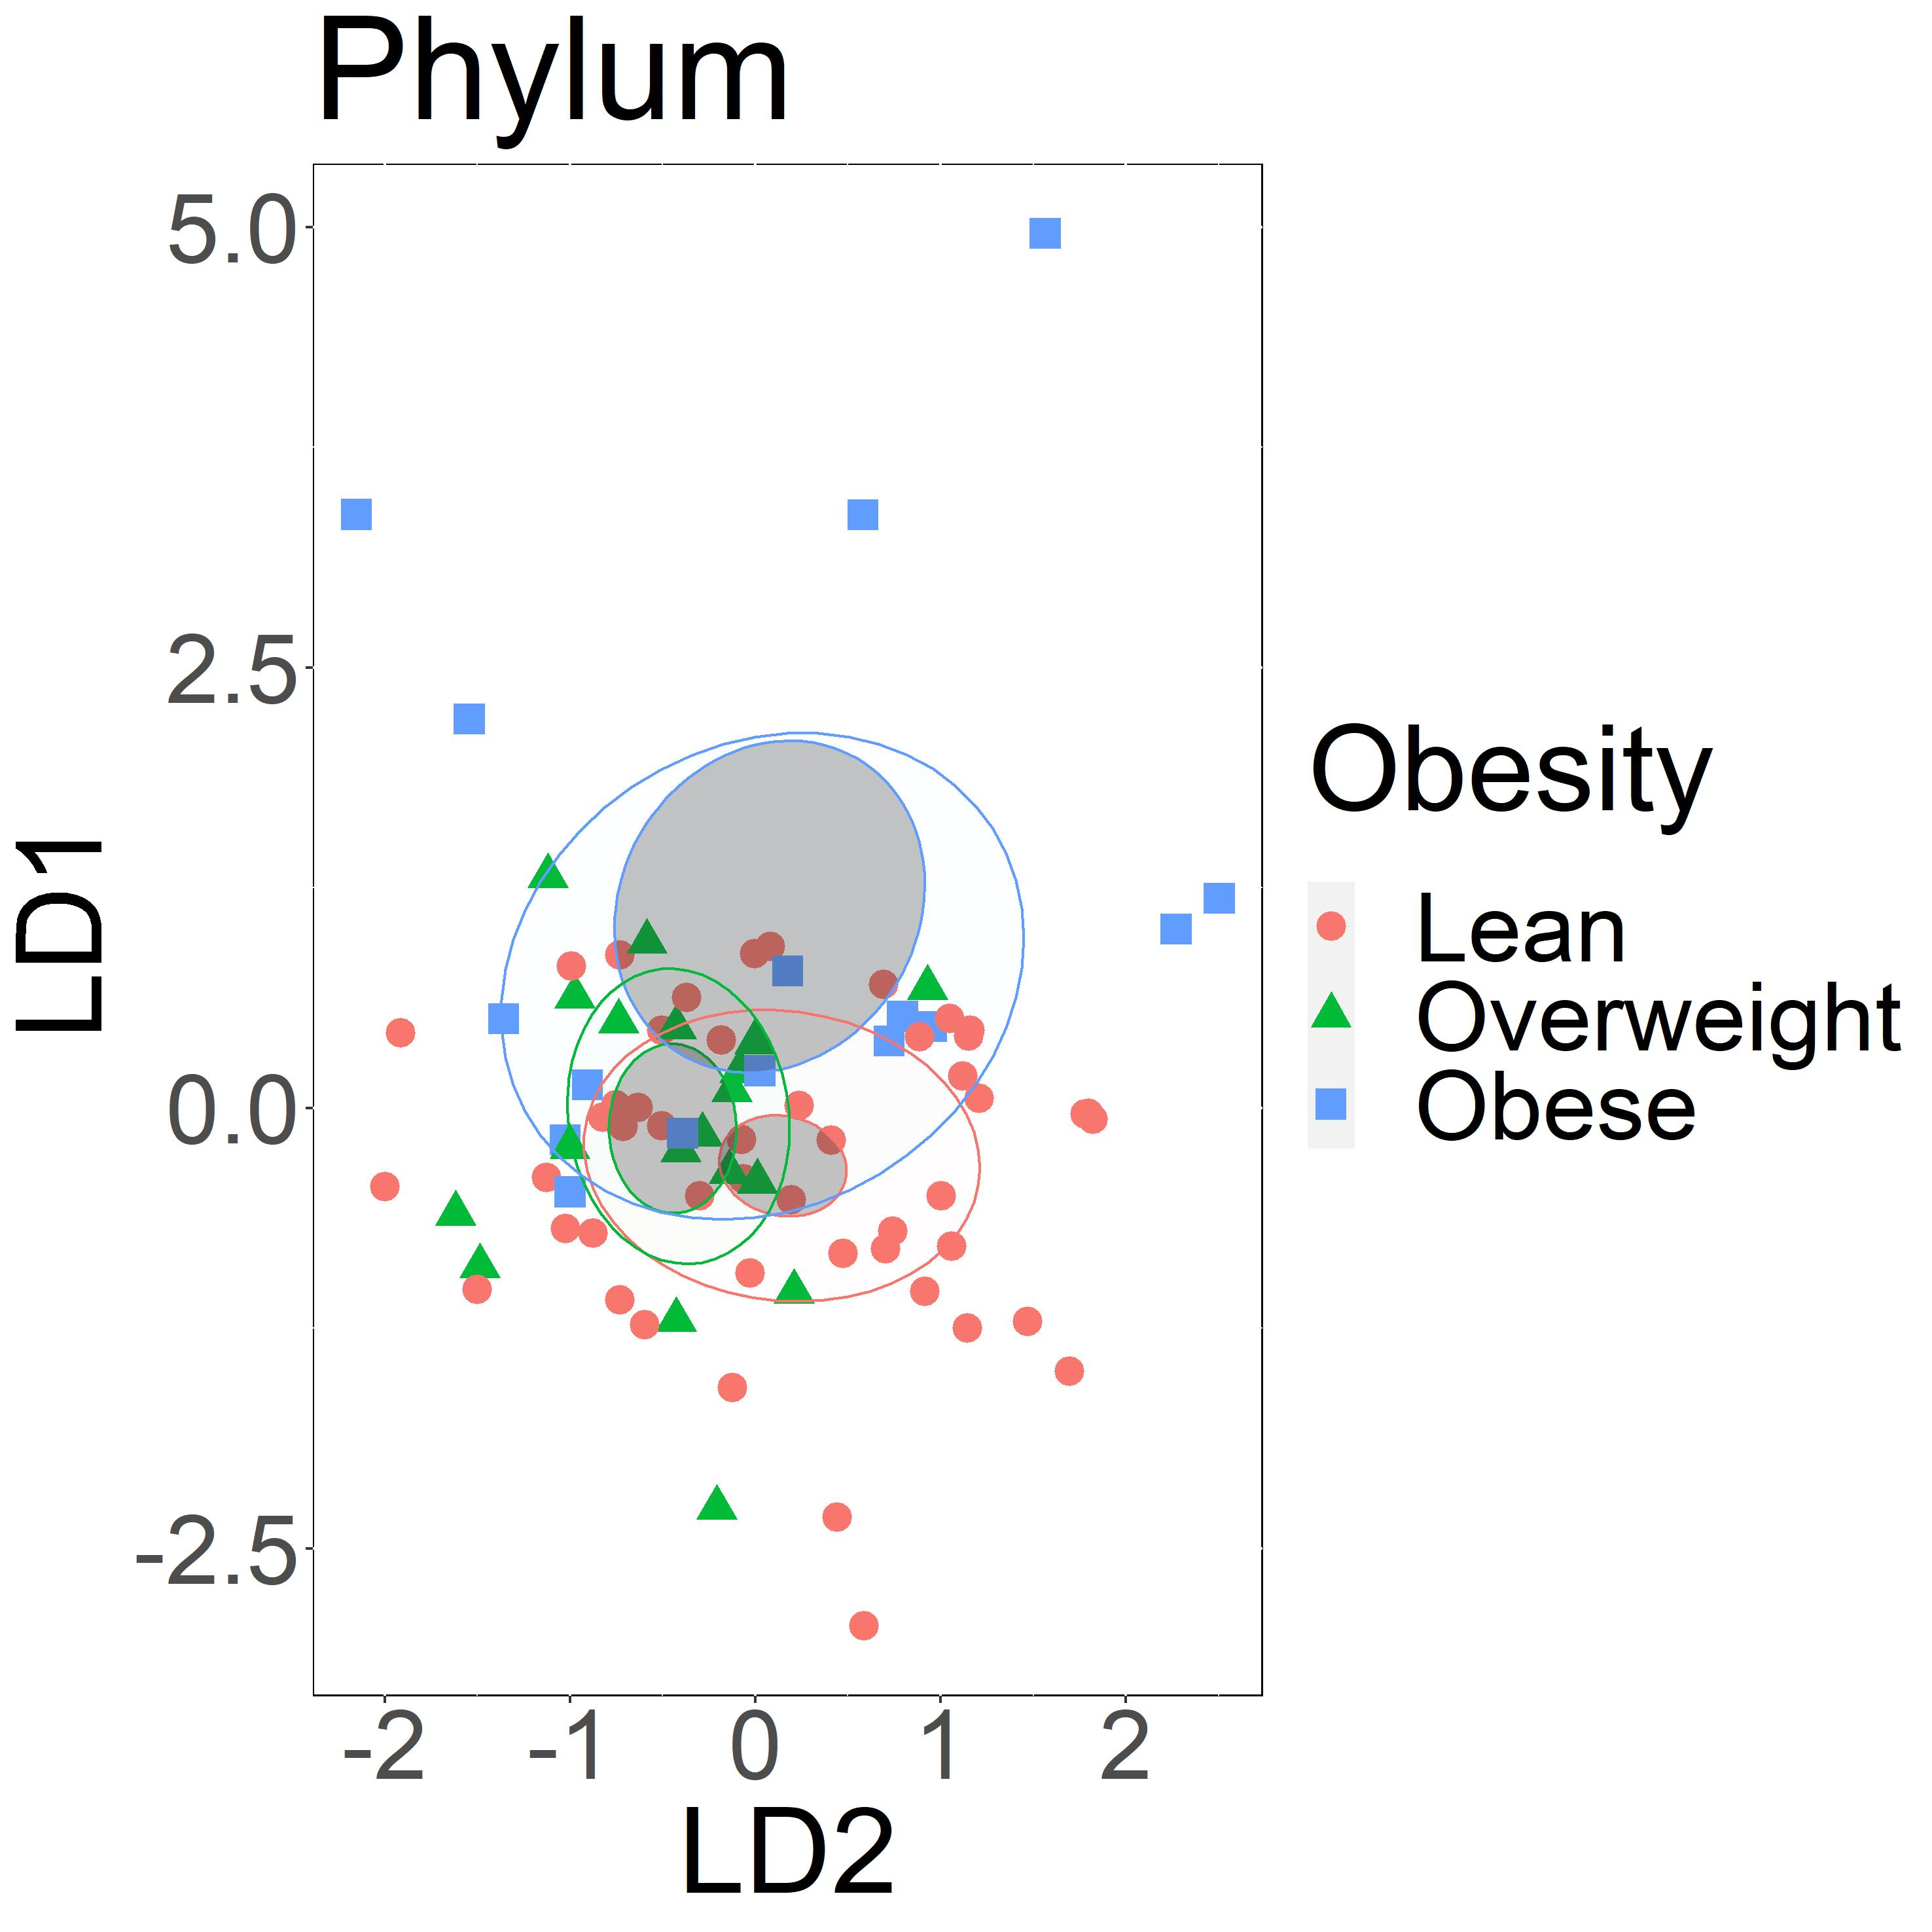 Phylum
5.0
2.5
0.0
-2.5
LD1
-2 -1 0 1 2
LD2
Obesity
Lean
Overweight
Obese